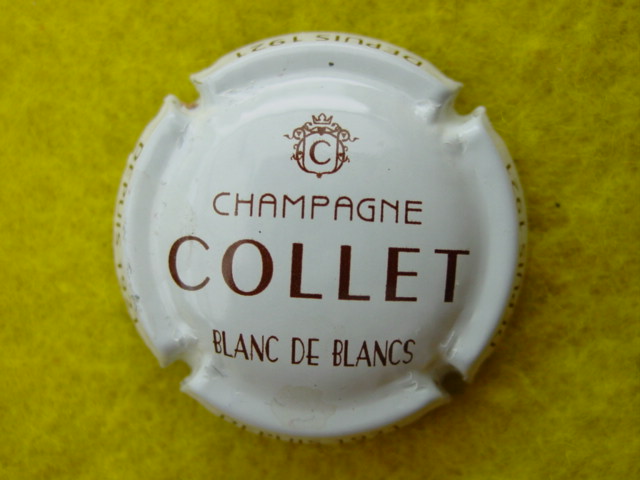 DEPUIS 1921
C
CHAMPAGNE
COLLET
BLANC DE BLANCS